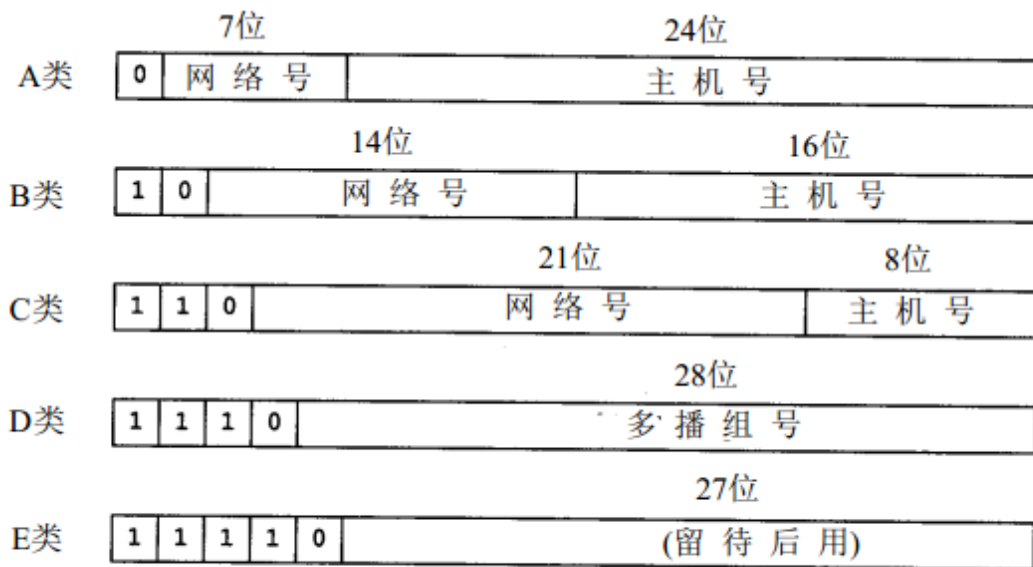 7位 24位
A类 0 网络号 主机号
14位 16位
B类 1 0 网络号 主机号
21位 8位
C类 1 1 0 网络号 主机号
28位
D类 1 1 1 0 多播组号
27位
E类 1 1 1 1 0 (留待后用)